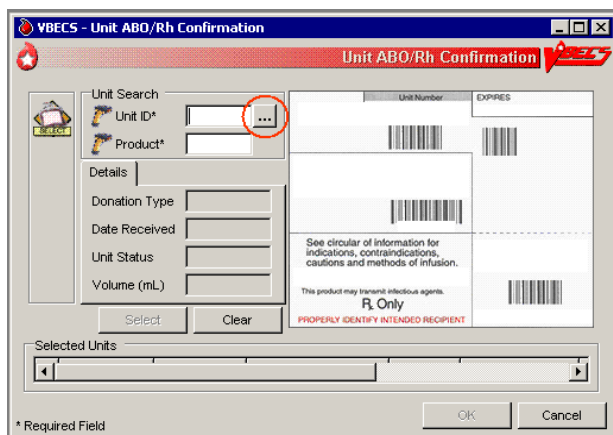 VBECS - Unit ABO/Rh Confirmation
Unit ABO/Rh Confirmation VBECS
Unit Search
Unit ID*
...
SELECT
Product*
Details
Donation Type
Date Received
Unit Status
Volume (mL)
Select Clear
Unit Number EXPIRES
See circular of information for
indications, contraindications,
cautions and methods of infusion.
This product may transmit infectious agents.
Rx Only
PROPERLY IDENTIFY INTENDED RECIPIENT
Selected Units
OK Cancel
* Required Field